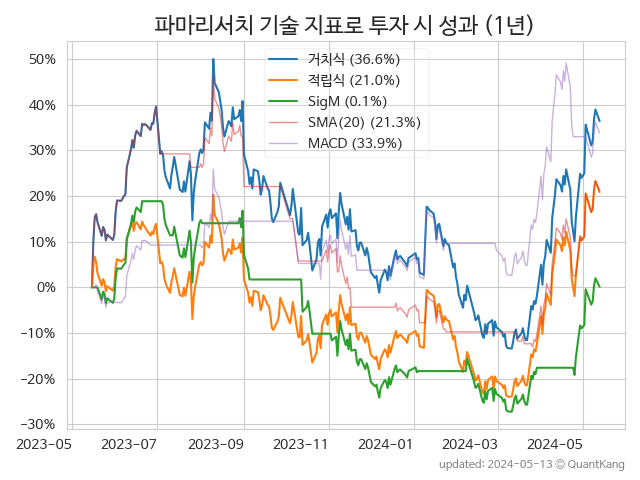 파마리서치 기술 지표로 투자 시 성과 (1년)
거치식 (36.6%)
적립식 (21.0%)
SigM (0.1%)
SMA(20) (21.3%)
MACD (33.9%)
50%
40%
30%
20%
10%
0%
−10%
−20%
−30%
2023-05 2023-07 2023-09 2023-11 2024-01 2024-03 2024-05
updated: 2024-05-13 ⓒ QuantKang